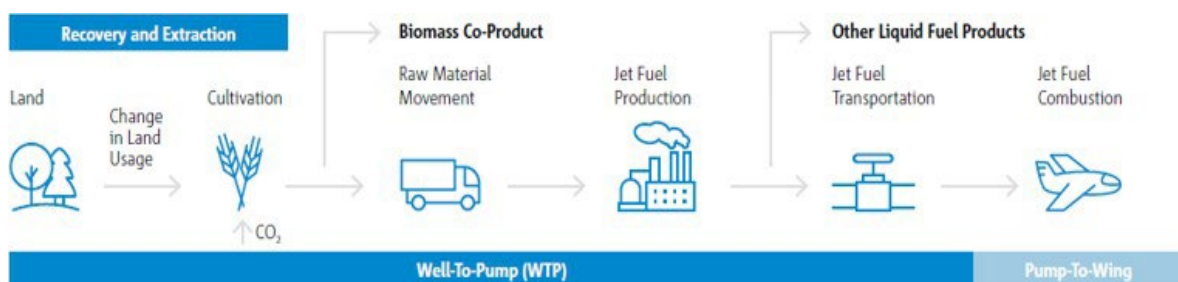 Recovery and Extraction
Biomass Co-Product
Other Liquid Fuel Products
Land
Change
in Land
Usage
Cultivation
CO₂
Raw Material
Movement
Jet Fuel
Production
Jet Fuel
Transportation
Jet Fuel
Combustion
Well-To-Pump (WTP)
Pump-To-Wing